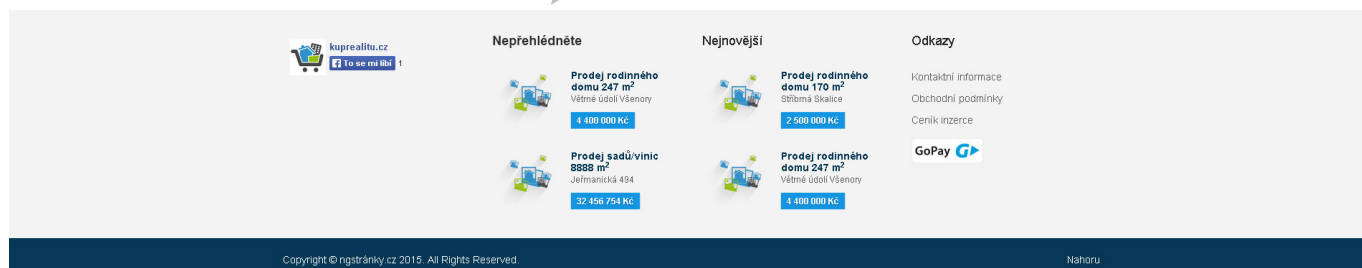 kuprealitu.cz
To se mi líbí 1
Nepřehlédněte
Prodej rodinného
domu 247 m²
Větrné údolí Všenory
4 400 000 Kč
Prodej sadů/vinic
8888 m²
Jeřmanická 494
32 456 754 Kč
Nejnovější
Prodej rodinného
domu 170 m²
Stříbrná Skalice
2 500 000 Kč
Prodej rodinného
domu 247 m²
Větrné údolí Všenory
4 400 000 Kč
Odkazy
Kontaktní informace
Obchodní podmínky
Ceník inzerce
GoPay
Copyright © ngstránky.cz 2015. All Rights Reserved.
Nahoru